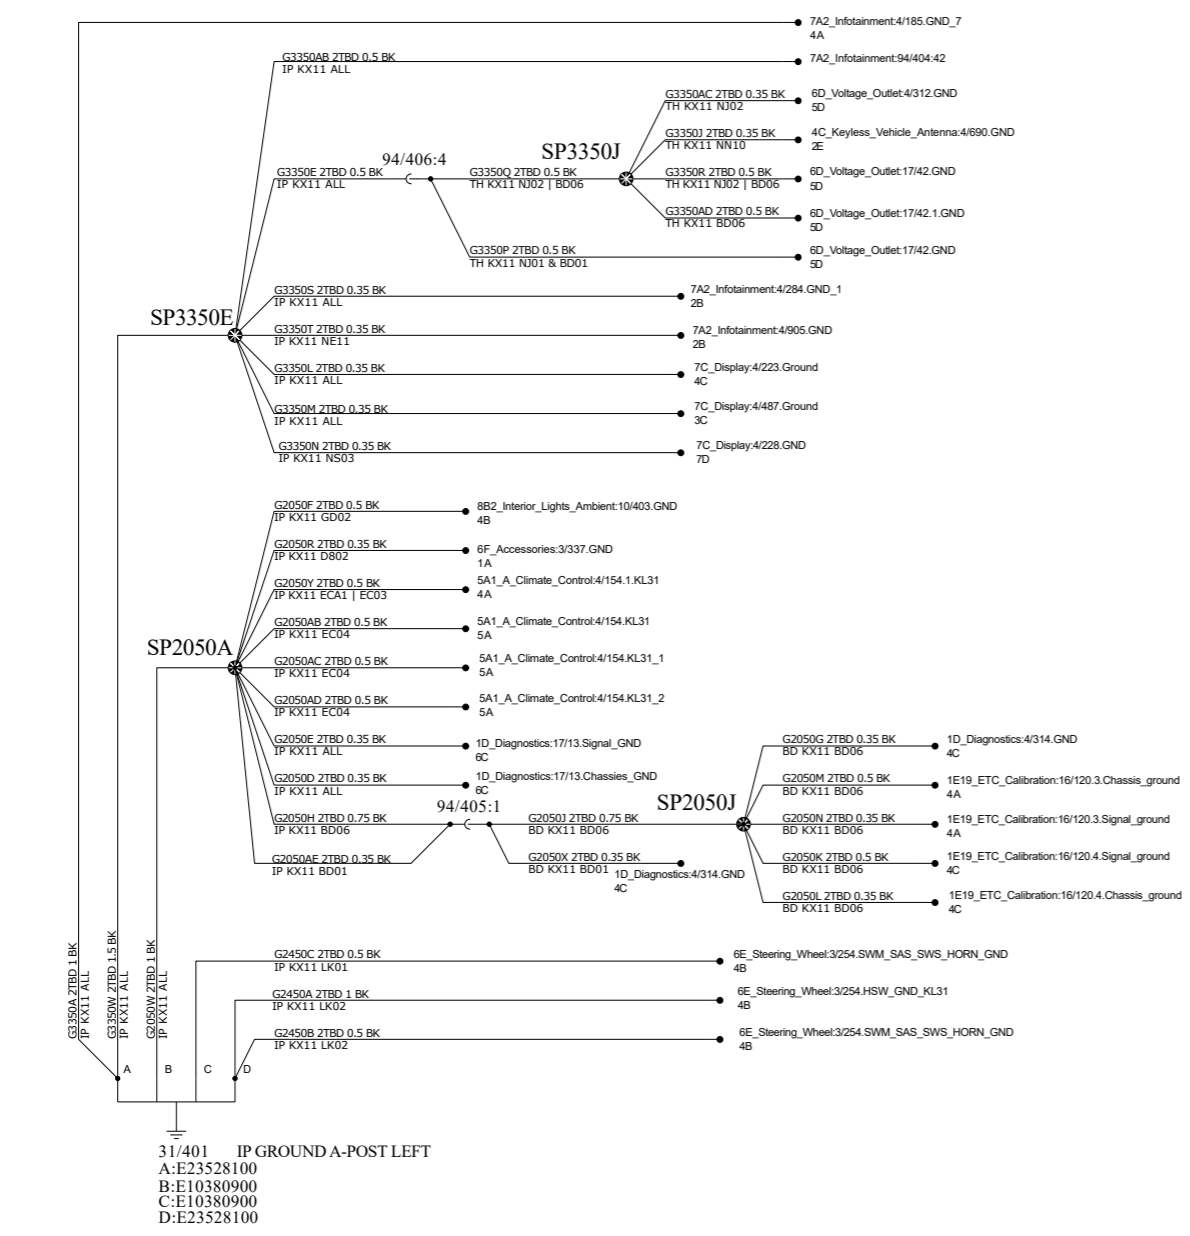 7A2_Infotainment:4/185.GND_7
4A
G3350AB 2TBD 0.5 BK
IP KX11 ALL
7A2_Infotainment:94/404:42
G3350AC 2TBD 0.35 BK
TH KX11 NJ02
6D_Voltage_Outlet:4/312.GND
5D
G3350J 2TBD 0.35 BK
TH KX11 NN10
4C_Keyless_Vehicle_Antenna:4/690.GND
2E
SP3350J
94/406:4
G3350E 2TBD 0.5 BK
IP KX11 ALL
G3350Q 2TBD 0.5 BK
TH KX11 NJ02 | BD06
G3350R 2TBD 0.5 BK
TH KX11 NJ02 | BD06
6D_Voltage_Outlet:17/42.GND
5D
G3350AD 2TBD 0.5 BK
TH KX11 BD06
6D_Voltage_Outlet:17/42.1.GND
5D
G3350P 2TBD 0.5 BK
TH KX11 NJ01 & BD01
6D_Voltage_Outlet:17/42.GND
5D
SP3350E
G3350S 2TBD 0.35 BK
IP KX11 ALL
7A2_Infotainment:4/284.GND_1
2B
G3350T 2TBD 0.35 BK
IP KX11 NE11
7A2_Infotainment:4/905.GND
2B
G3350L 2TBD 0.35 BK
IP KX11 ALL
7C_Display:4/223.Ground
4C
G3350M 2TBD 0.35 BK
IP KX11 ALL
7C_Display:4/487.Ground
3C
G3350N 2TBD 0.35 BK
IP KX11 NS03
7C_Display:4/228.GND
7D
G2050F 2TBD 0.5 BK
IP KX11 GD02
8B2_Interior_Lights_Ambient:10/403.GND
4B
G2050R 2TBD 0.35 BK
IP KX11 D802
6F_Accessories:3/337.GND
1A
G2050Y 2TBD 0.5 BK
IP KX11 ECA1 | EC03
5A1_A_Climate_Control:4/154.1.KL31
4A
SP2050A
G2050AB 2TBD 0.5 BK
IP KX11 EC04
5A1_A_Climate_Control:4/154.KL31
5A
G2050AC 2TBD 0.5 BK
IP KX11 EC04
5A1_A_Climate_Control:4/154.KL31_1
5A
G2050AD 2TBD 0.5 BK
IP KX11 EC04
5A1_A_Climate_Control:4/154.KL31_2
5A
G2050E 2TBD 0.35 BK
IP KX11 ALL
1D_Diagnostics:17/13.Signal_GND
6C
G2050D 2TBD 0.35 BK
IP KX11 ALL
1D_Diagnostics:17/13.Chassies_GND
6C
94/405:1
SP2050J
G2050H 2TBD 0.75 BK
IP KX11 BD06
G2050J 2TBD 0.75 BK
BD KX11 BD06
G2050AE 2TBD 0.35 BK
IP KX11 BD01
G2050X 2TBD 0.35 BK
BD KX11 BD01
1D_Diagnostics:4/314.GND
4C
G2050G 2TBD 0.35 BK
BD KX11 BD06
1D_Diagnostics:4/314.GND
4C
G2050M 2TBD 0.5 BK
BD KX11 BD06
1E19_ETC_Calibration:16/120.3.Chassis_ground
4A
G2050N 2TBD 0.35 BK
BD KX11 BD06
1E19_ETC_Calibration:16/120.3.Signal_ground
4A
G2050K 2TBD 0.5 BK
BD KX11 BD06
1E19_ETC_Calibration:16/120.4.Signal_ground
4C
G2050L 2TBD 0.35 BK
BD KX11 BD06
1E19_ETC_Calibration:16/120.4.Chassis_ground
4C
G3350A 2TBD 1 BK
IP KX11 ALL
G3350W 2TBD 1.5 BK
IP KX11 ALL
G2050W 2TBD 1 BK
IP KX11 ALL
G2450C 2TBD 0.5 BK
IP KX11 LK01
6E_Steering_Wheel:3/254.SWM_SAS_SWS_HORN_GND
4B
G2450A 2TBD 1 BK
IP KX11 LK02
6E_Steering_Wheel:3/254.HSW_GND_KL31
4B
G2450B 2TBD 0.5 BK
IP KX11 LK02
6E_Steering_Wheel:3/254.SWM_SAS_SWS_HORN_GND
4B
A B C D
31/401 IP GROUND A-POST LEFT
A:E23528100
B:E10380900
C:E10380900
D:E23528100